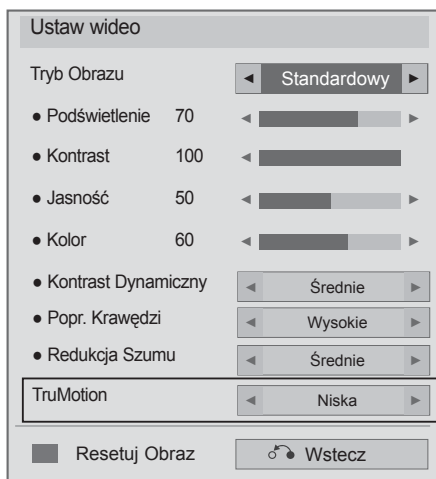 Ustaw wideo
Tryb Obrazu ◄ Standardowy ►
● Podświetlenie 70 ◄ ►
● Kontrast 100 ◄ ►
● Jasność 50 ◄ ►
● Kolor 60 ◄ ►
● Kontrast Dynamiczny ◄ Średnie ►
● Popr. Krawędzi ◄ Wysokie ►
● Redukcja Szumu ◄ Średnie ►
TruMotion ◄ Niska ►
Resetuj Obraz Wstecz